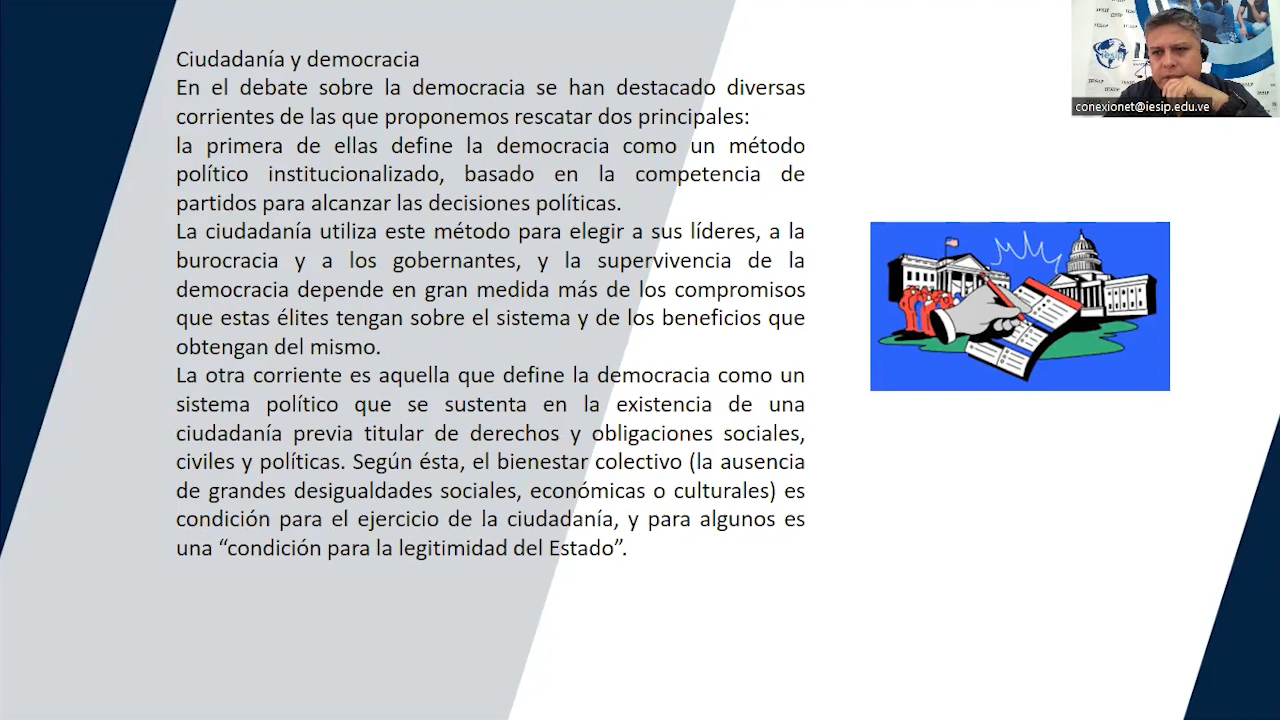 Ciudadanía y democracia
En el debate sobre la democracia se han destacado diversas
corrientes de las que proponemos rescatar dos principales:
la primera de ellas define la democracia como un método
político institucionalizado, basado en la competencia de
partidos para alcanzar las decisiones políticas.
La ciudadanía utiliza este método para elegir a sus líderes, a la
burocracia y a los gobernantes, y la supervivencia de la
democracia depende en gran medida más de los compromisos
que estas élites tengan sobre el sistema y de los beneficios que
obtengan del mismo.
La otra corriente es aquella que define la democracia como un
sistema político que se sustenta en la existencia de una
ciudadanía previa titular de derechos y obligaciones sociales,
civiles y políticas. Según ésta, el bienestar colectivo (la ausencia
de grandes desigualdades sociales, económicas o culturales) es
condición para el ejercicio de la ciudadanía, y para algunos es
una “condición para la legitimidad del Estado”.
conexionet@iesip.edu.ve